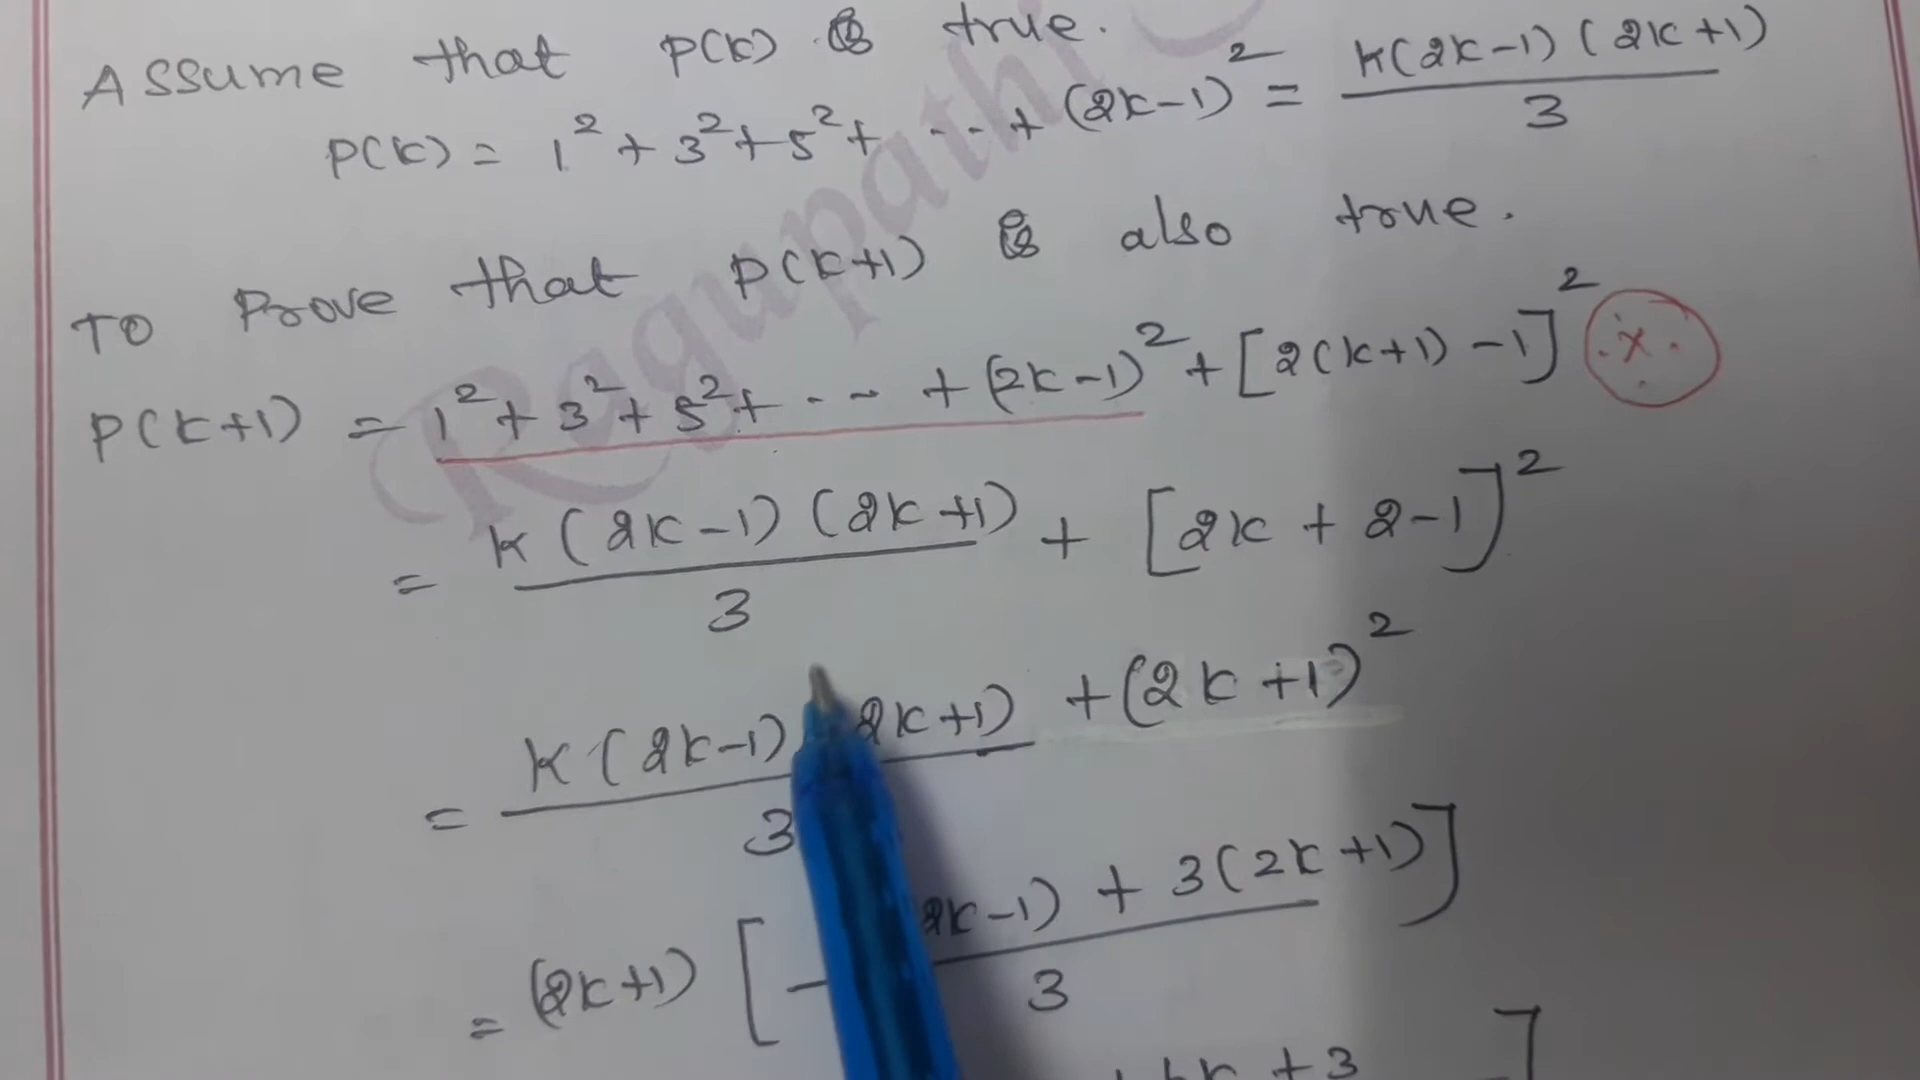 Assume that P(k) is true.
P(k) = 1² + 3² + 5² + ... + (2k-1)² = k(2k-1)(2k+1)/3
To Prove that P(k+1) is also true.
P(k+1) = 1² + 3² + 5² + ... + (2k-1)² + [2(k+1) -1]² .x.
= k(2k-1)(2k+1)/3 + [2k + 2-1]²
= k(2k-1) 2k+1)/3 + (2k+1)²
= (2k+1) [ 2k-1) + 3(2k+1)/3 ]
k + 3 ]
Ragupathi